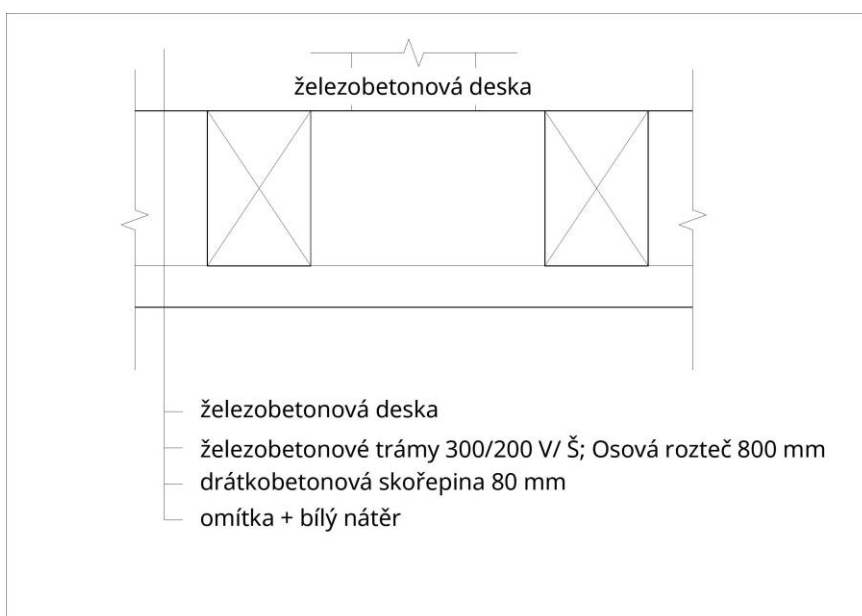 železobetonová deska
železobetonová deska
železobetonové trámy 300/200 V/ Š; Osová rozteč 800 mm
drátkobetonová skořepina 80 mm
omítka + bílý nátěr